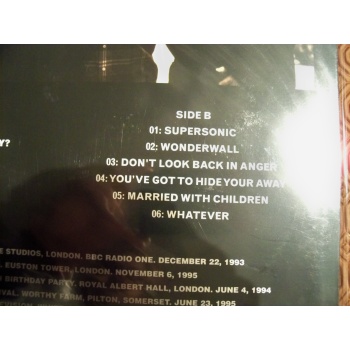 SIDE B
01: SUPERSONIC
02: WONDERWALL
Y?
03: DON'T LOOK BACK IN ANGER
04: YOU'VE GOT TO HIDE YOUR AWAY
05: MARRIED WITH CHILDREN
06: WHATEVER
E STUDIOS, LONDON. BBC RADIO ONE. DECEMBER 22, 1993
EUSTON TOWER, LONDON. NOVEMBER 6, 1995
BIRTHDAY PARTY, ROYAL ALBERT HALL, LONDON. JUNE 4, 1994
VAL. WORTHY FARM, PILTON, SOMERSET. JUNE 23, 1995